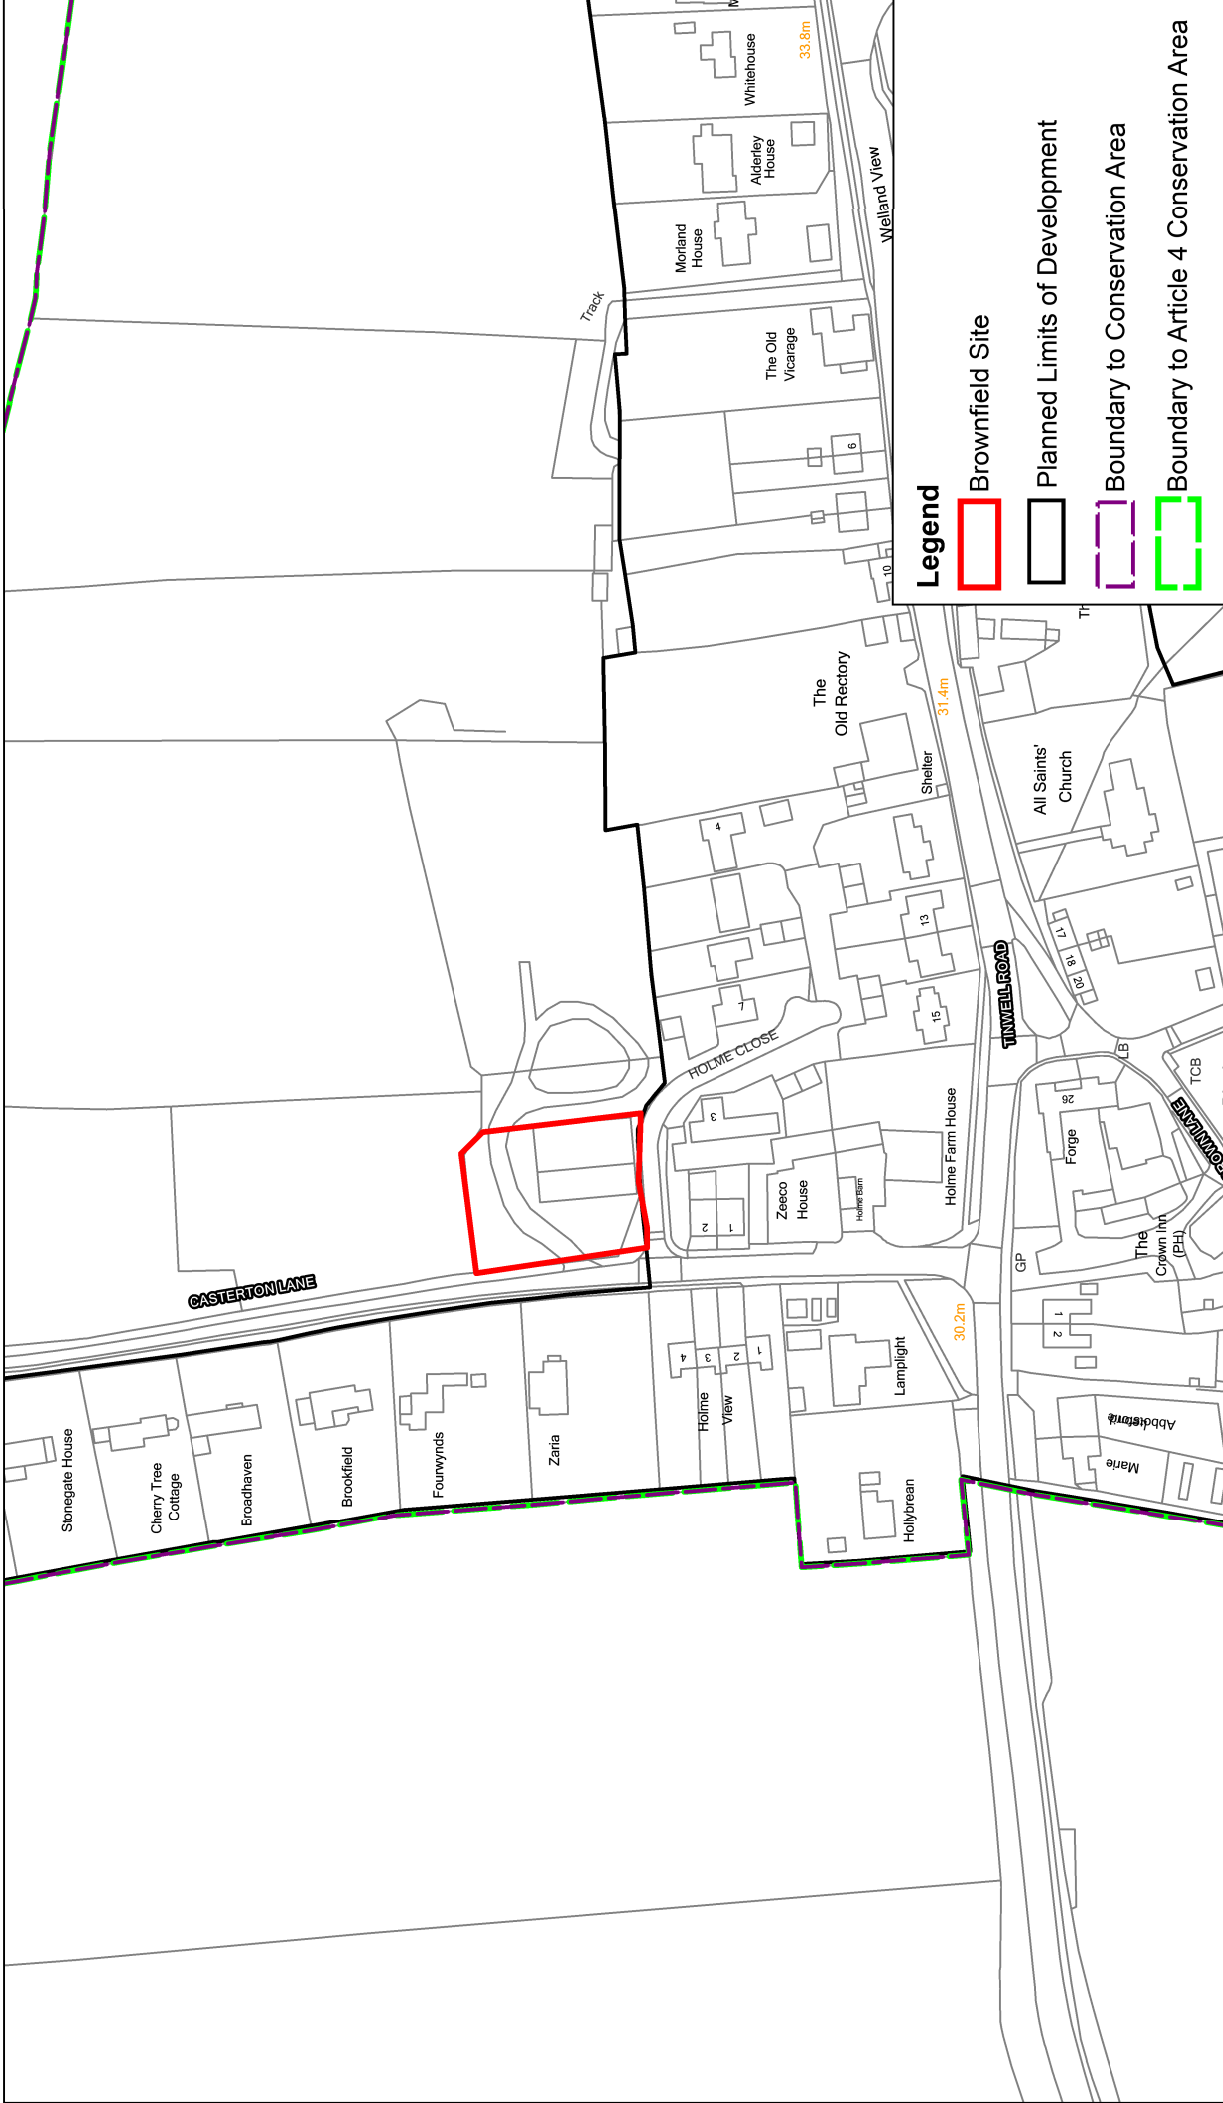 CASTERTON LANE
Stonegate House
Cherry Tree
Cottage
Broadhaven
Brookfield
Fourwynds
Zaria
Holme
View
4
3
2
1
Lamplight
Hollybrean
30.2m
Track
HOLME CLOSE
7
4
3
2
1
Zeeco
House
Holme Barn
Holme Farm House
15
13
Shelter
The
Old Rectory
31.4m
10
6
The Old
Vicarage
Morland
House
Alderley
House
Whitehouse
33.8m
Welland View
TINWELL ROAD
All Saints'
Church
17
18
20
LB
TCB
26
Forge
GP
The
Crown Inn
(PH)
1
2
Marie
Legend
Brownfield Site
Planned Limits of Development
Boundary to Conservation Area
Boundary to Article 4 Conservation Area